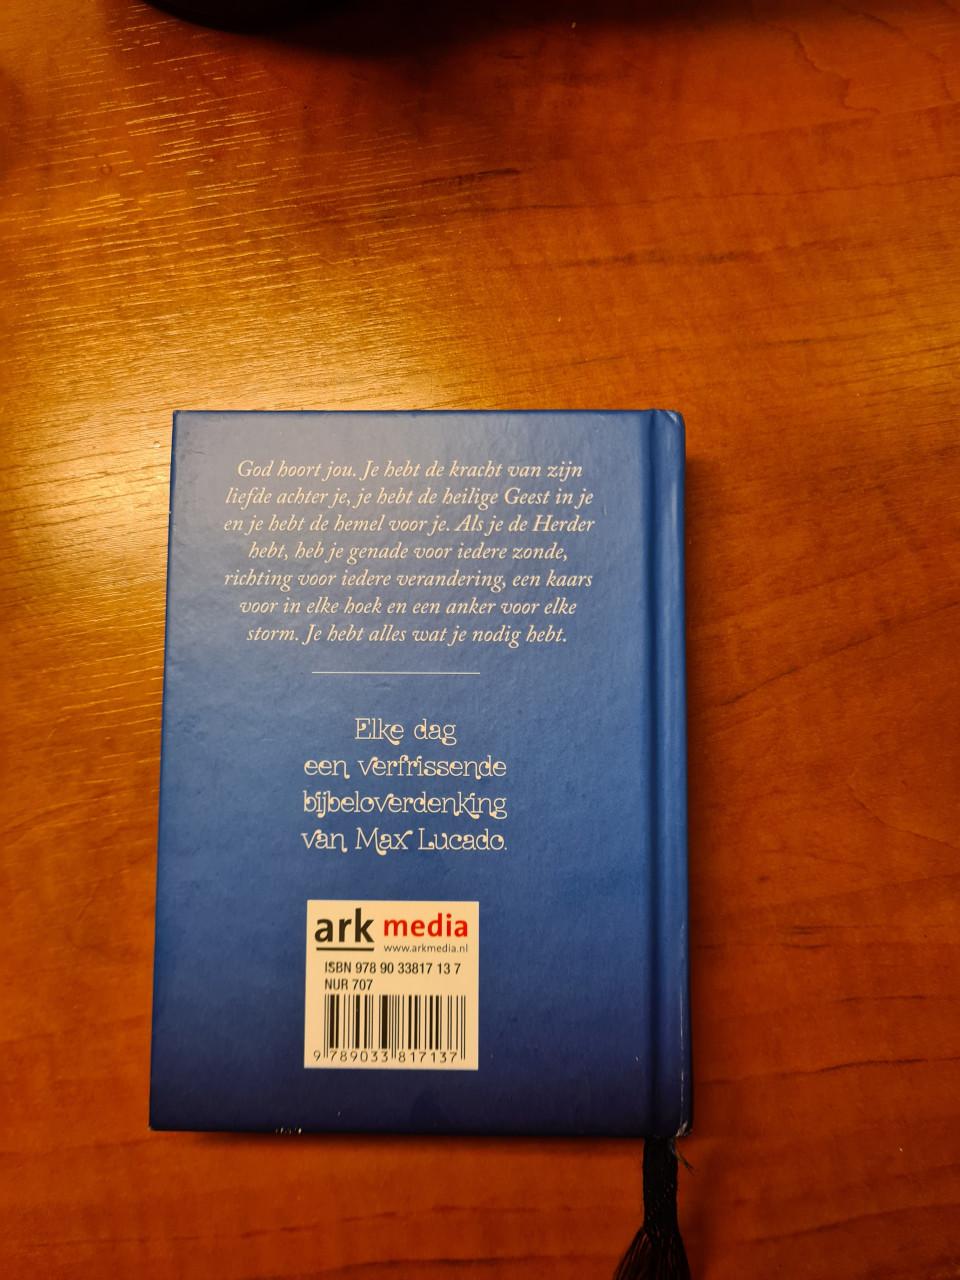 God hoort jou. Je hebt de kracht van zijn
liefde achter je, je hebt de heilige Geest in je
en je hebt de hemel voor je. Als je de Herder
hebt, heb je genade voor iedere zonde,
richting voor iedere verandering, een kaars
voor in elke hoek en een anker voor elke
storm. Je hebt alles wat je nodig hebt.
Elke dag
een verfrissende
bijbeloverdenking
van Max Lucado.
ark media
www.arkmedia.nl
ISBN 978 90 33817 13 7
NUR 707
9 789033 817137